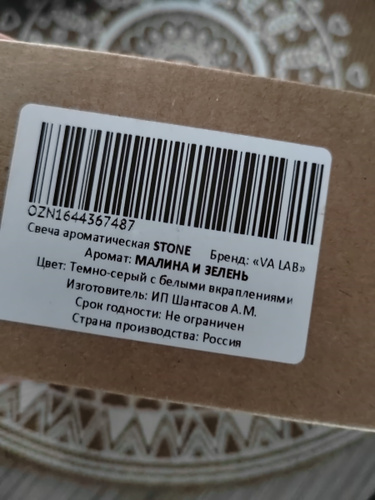 OZN1644367487
Свеча ароматическая STONE Бренд: «VA LAB»
Аромат: МАЛИНА И ЗЕЛЕНЬ
Цвет: Темно-серый с белыми вкраплениями
Изготовитель: ИП Шантасов А.М.
Срок годности: Не ограничен
Страна производства: Россия